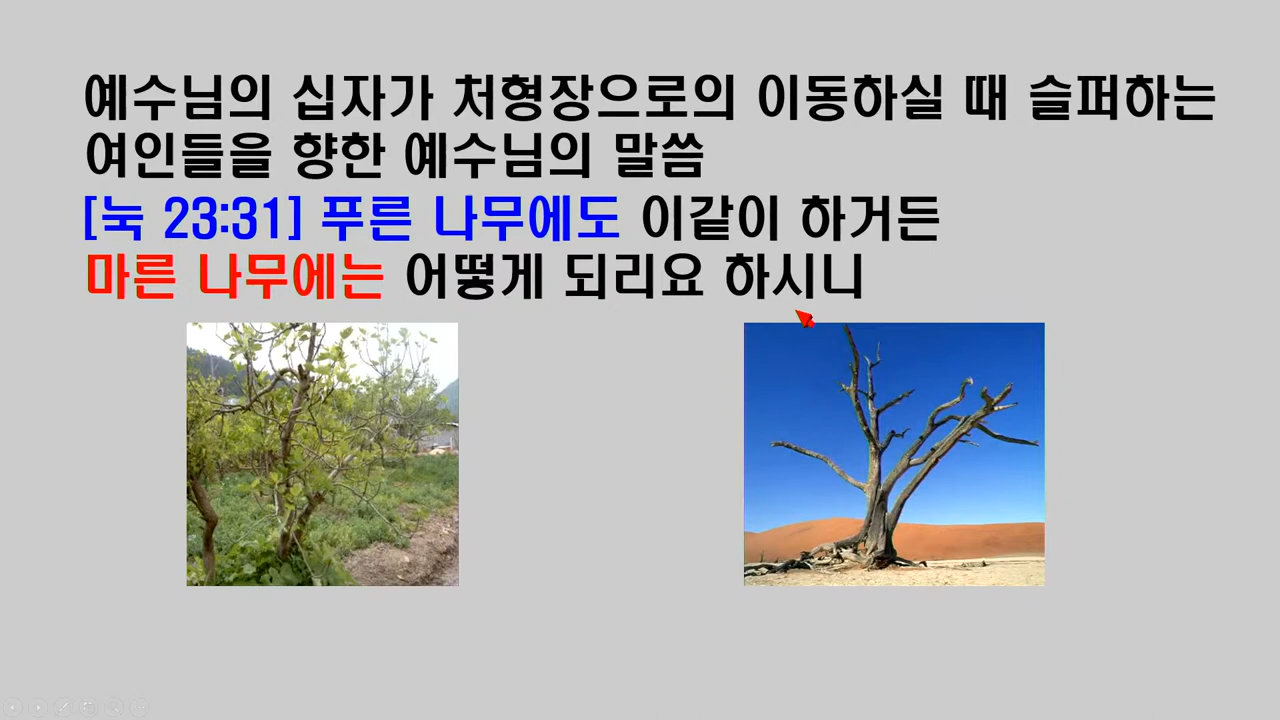 예수님의 십자가 처형장으로의 이동하실 때 슬퍼하는
여인들을 향한 예수님의 말씀
[눅 23:31] 푸른 나무에도 이같이 하거든
마른 나무에는 어떻게 되리요 하시니